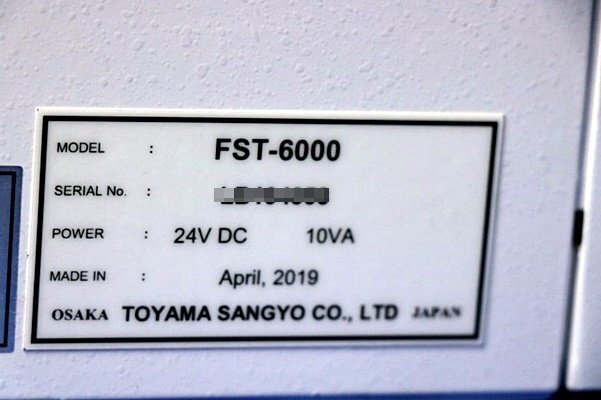 MODEL : FST-6000
SERIAL No. :
POWER : 24V DC 10VA
MADE IN : April, 2019
OSAKA TOYAMA SANGYO CO., LTD JAPAN